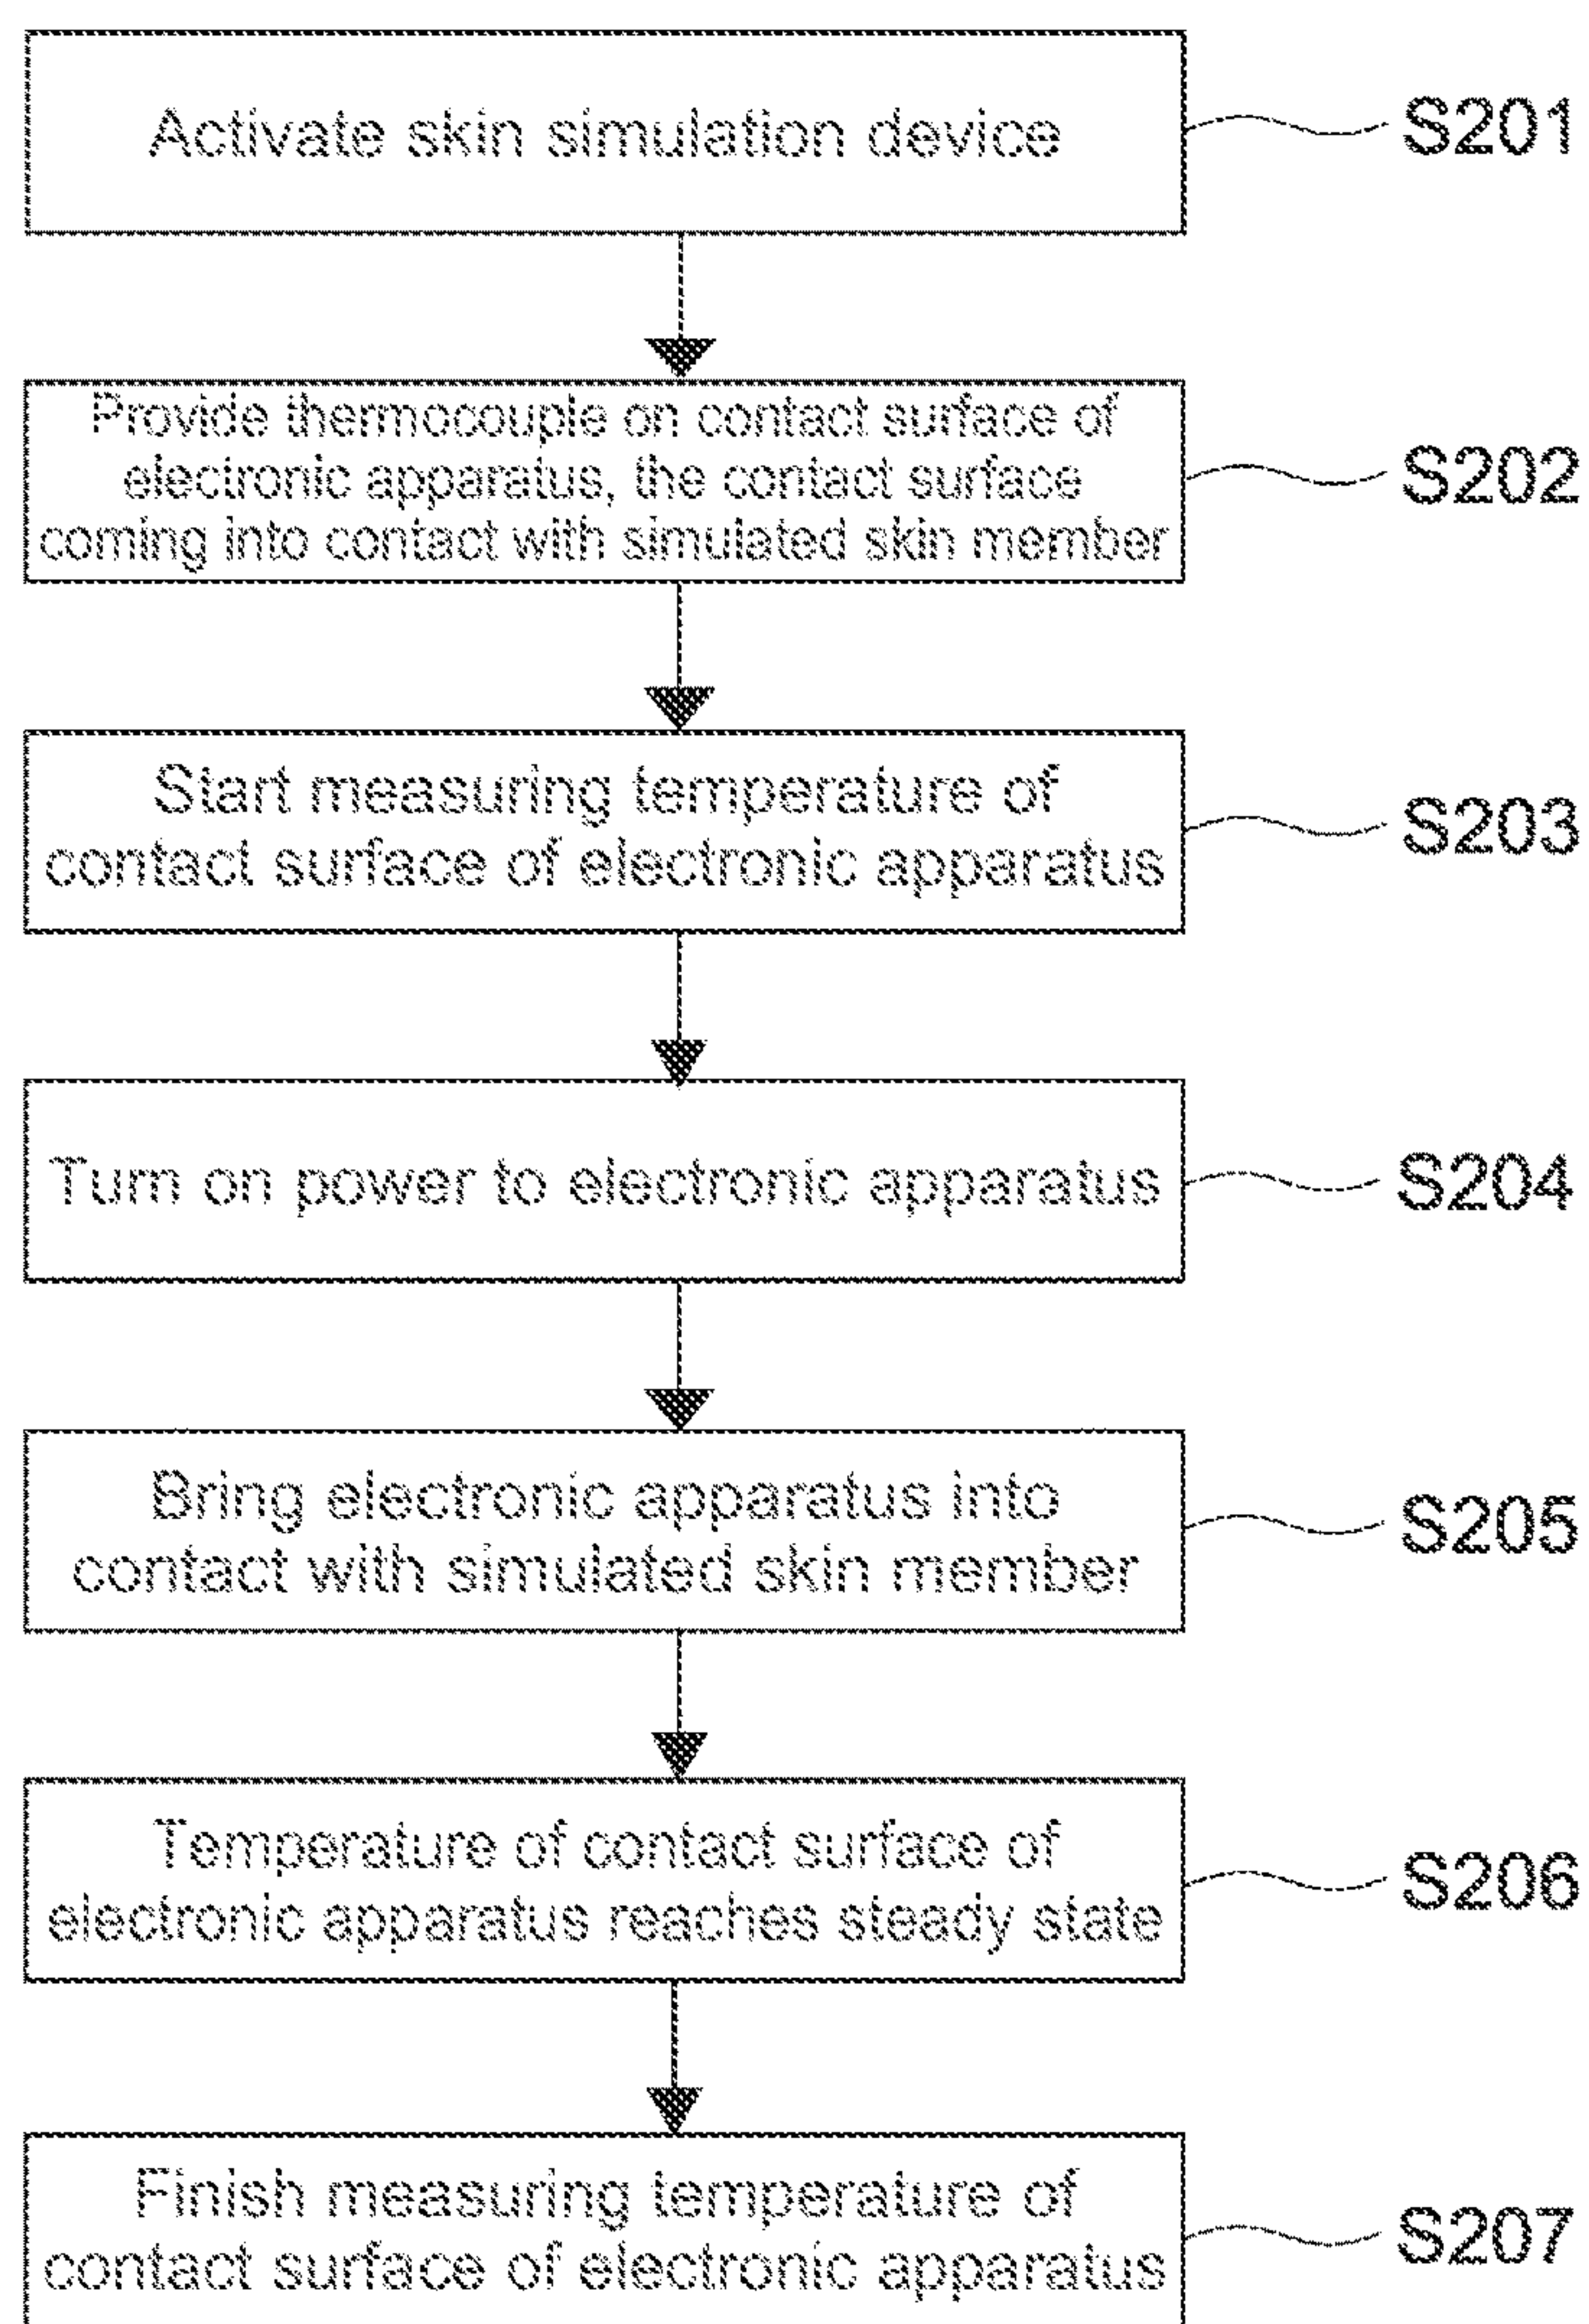 Activate skin simulation device
S201
Provide thermocouple on contact surface of
electronic apparatus, the contact surface
coming into contact with simulated skin member
S202
Start measuring temperature of
contact surface of electronic apparatus
S203
Turn on power to electronic apparatus
S204
Bring electronic apparatus into
contact with simulated skin member
S205
Temperature of contact surface of
electronic apparatus reaches steady state
S206
Finish measuring temperature of
contact surface of electronic apparatus
S207